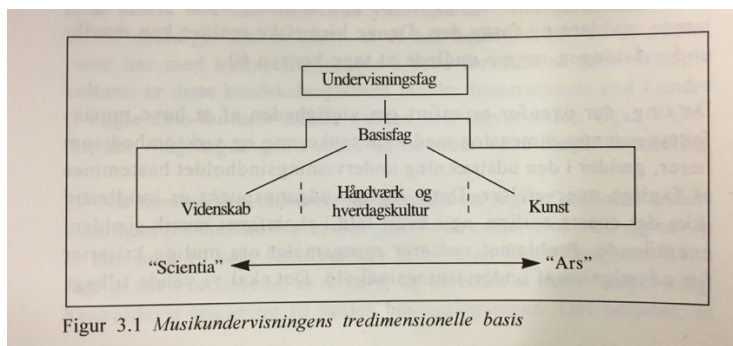 Undervisningsfag
Basisfag
Videnskab
Håndværk og
hverdagskultur
Kunst
“Scientia” “Ars”
Figur 3.1 Musikundervisningens tredimensionelle basis